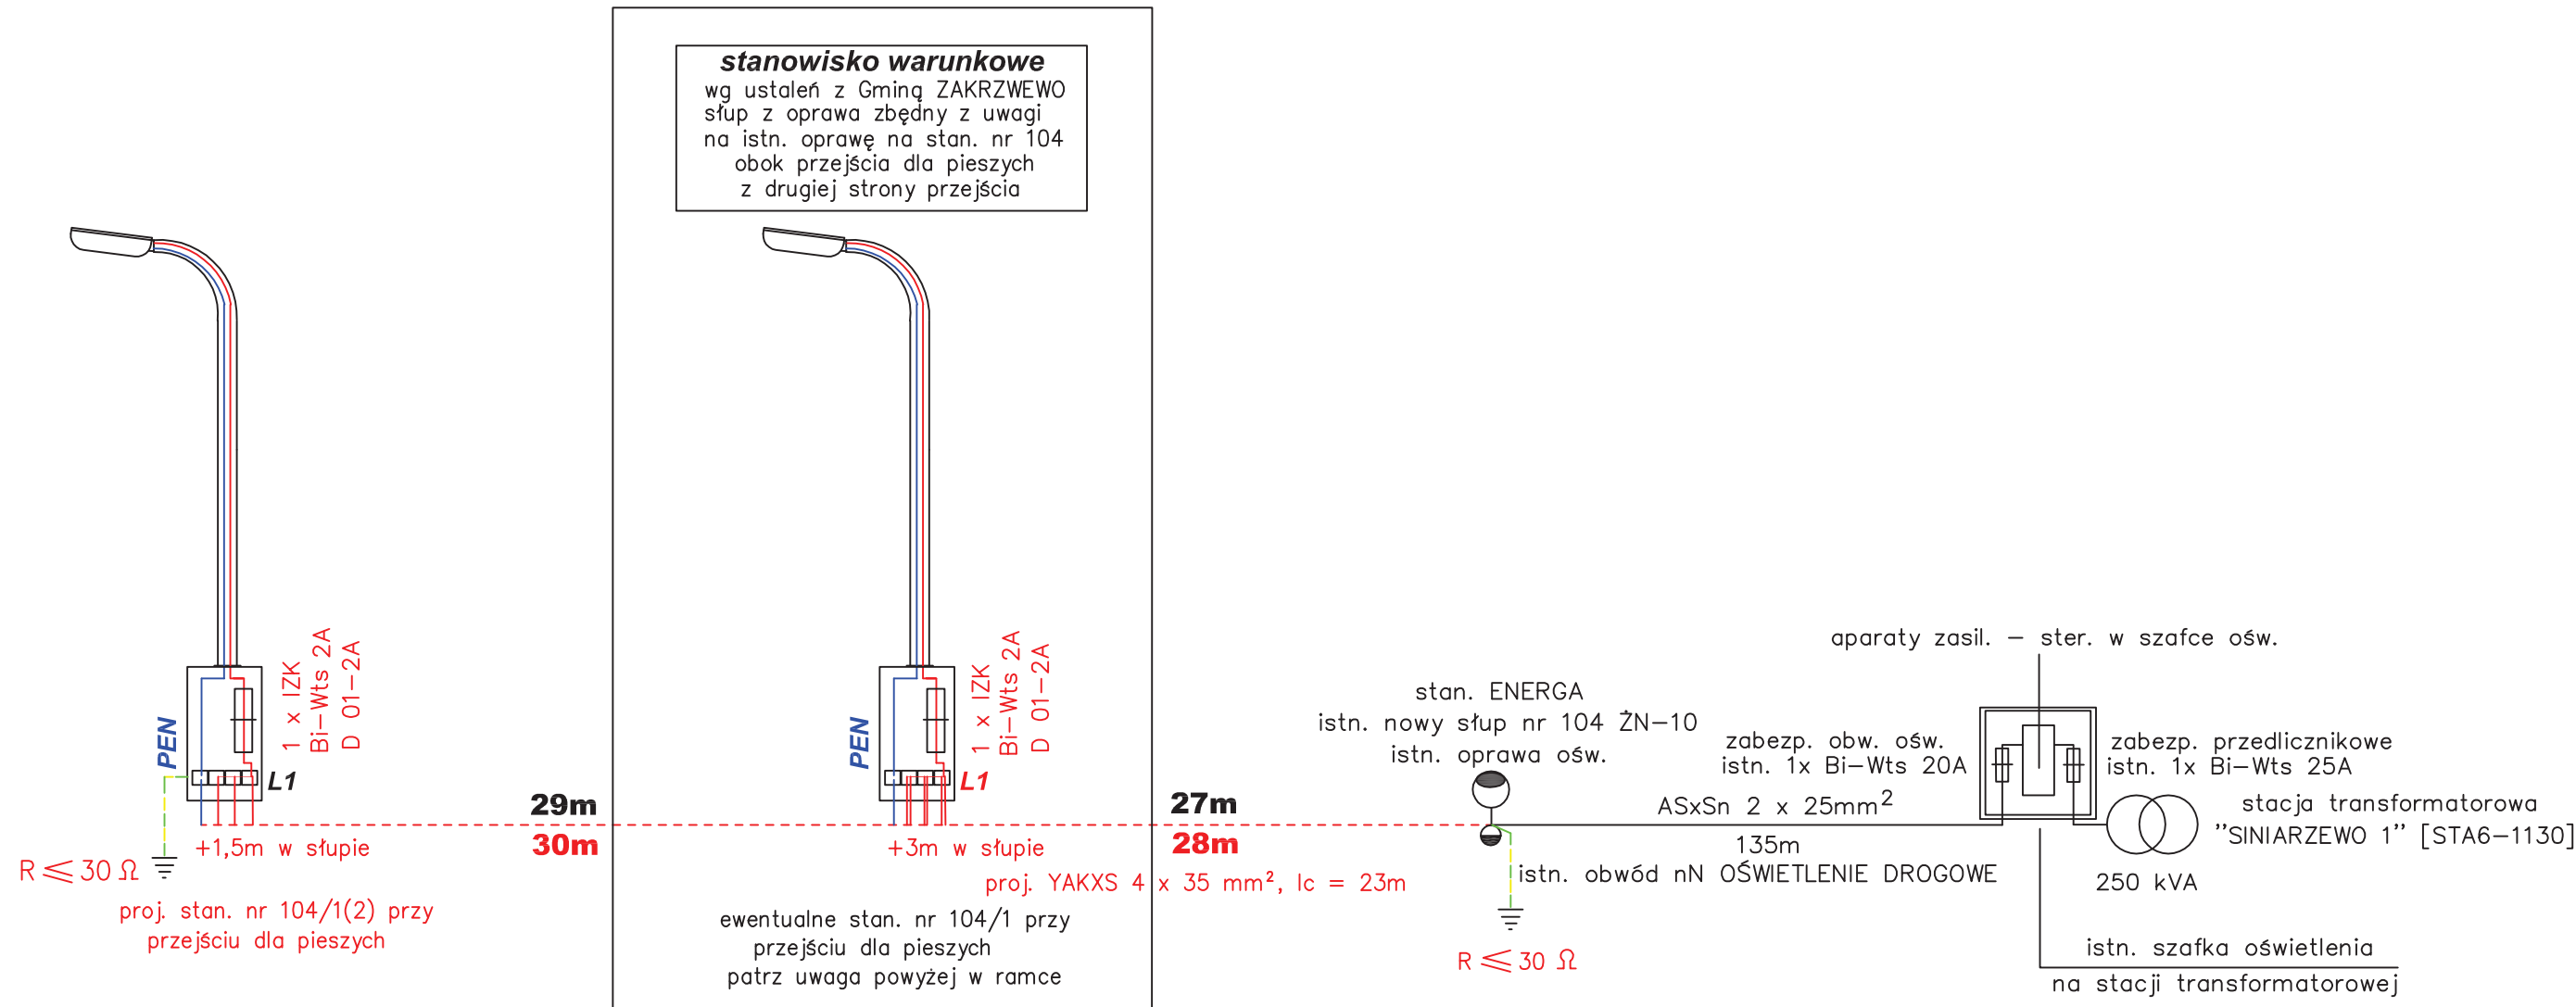 stanowisko warunkowe
wg ustaleń z Gminą ZAKRZWEWO
słup z oprawa zbędny z uwagi
na istn. oprawę na stan. nr 104
obok przejścia dla pieszych
z drugiej strony przejścia
PEN
1 x IZK
Bi-Wts 2A
D 01-2A
L1
+1,5m w słupie
R ≤ 30 Ω
proj. stan. nr 104/1(2) przy
przejściu dla pieszych
29m
30m
PEN
1 x IZK
Bi-Wts 2A
D 01-2A
L1
+3m w słupie
27m
28m
proj. YAKXS 4 x 35 mm², lc = 23m
ewentualne stan. nr 104/1 przy
przejściu dla pieszych
patrz uwaga powyżej w ramce
stan. ENERGA
istn. nowy słup nr 104 ŻN-10
istn. oprawa ośw.
R ≤ 30 Ω
ASxSn 2 x 25mm²
135m
istn. obwód nN OŚWIETLENIE DROGOWE
aparaty zasil. - ster. w szafce ośw.
zabezp. obw. ośw.
istn. 1x Bi-Wts 20A
zabezp. przedlicznikowe
istn. 1x Bi-Wts 25A
stacja transformatorowa
"SINIARZEWO 1" [STA6-1130]
250 kVA
istn. szafka oświetlenia
na stacji transformatorowej